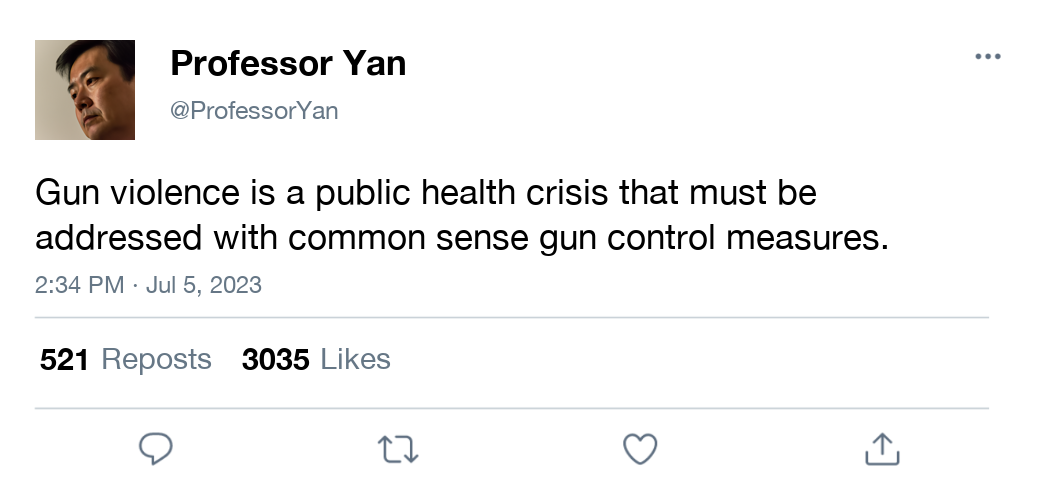 Professor Yan
@ProfessorYan
Gun violence is a public health crisis that must be
addressed with common sense gun control measures.
2:34 PM · Jul 5, 2023
521 Reposts 3035 Likes